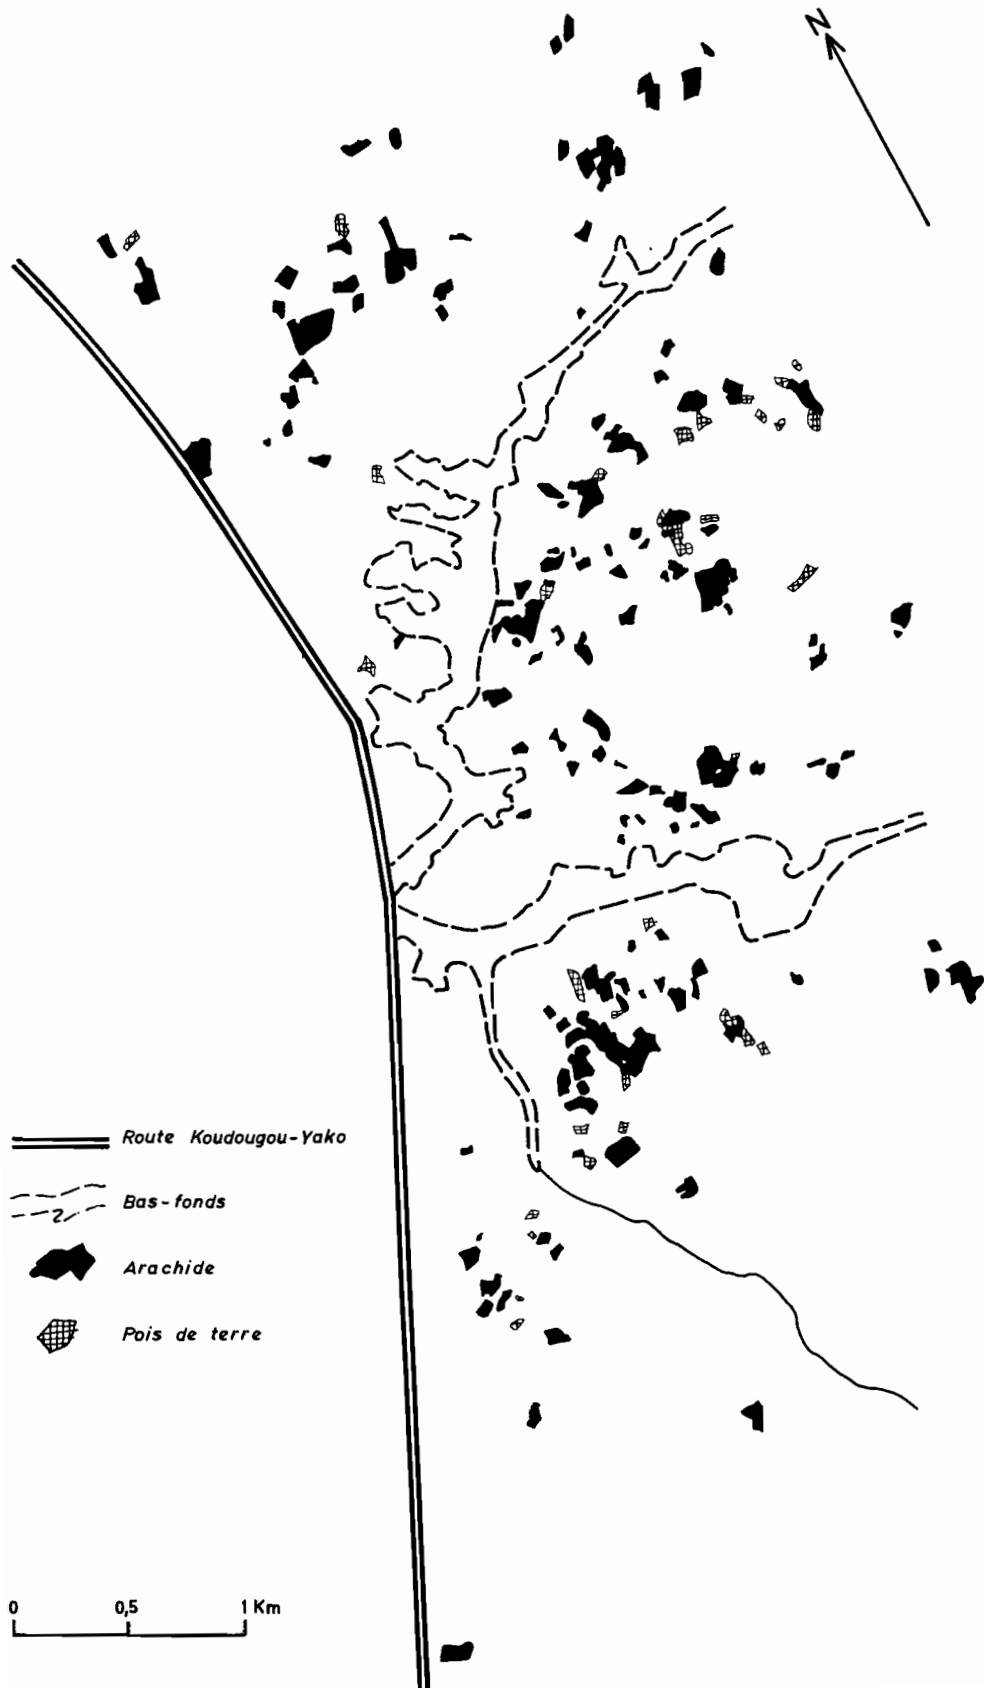 N
Route Koudougou-Yako
Bas-fonds
Arachide
Pois de terre
0 0,5 1 Km